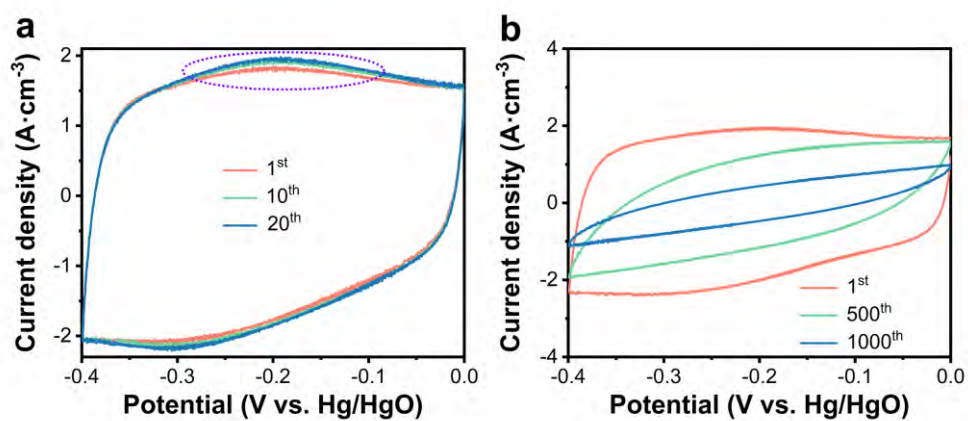 a
Current density (A·cm⁻³)
2
1
0
-1
-2
1ˢᵗ
10ᵗʰ
20ᵗʰ
-0.4
-0.3
-0.2
-0.1
0.0
Potential (V vs. Hg/HgO)
b
Current density (A·cm⁻³)
4
2
0
-2
-4
1ˢᵗ
500ᵗʰ
1000ᵗʰ
-0.4
-0.3
-0.2
-0.1
0.0
Potential (V vs. Hg/HgO)